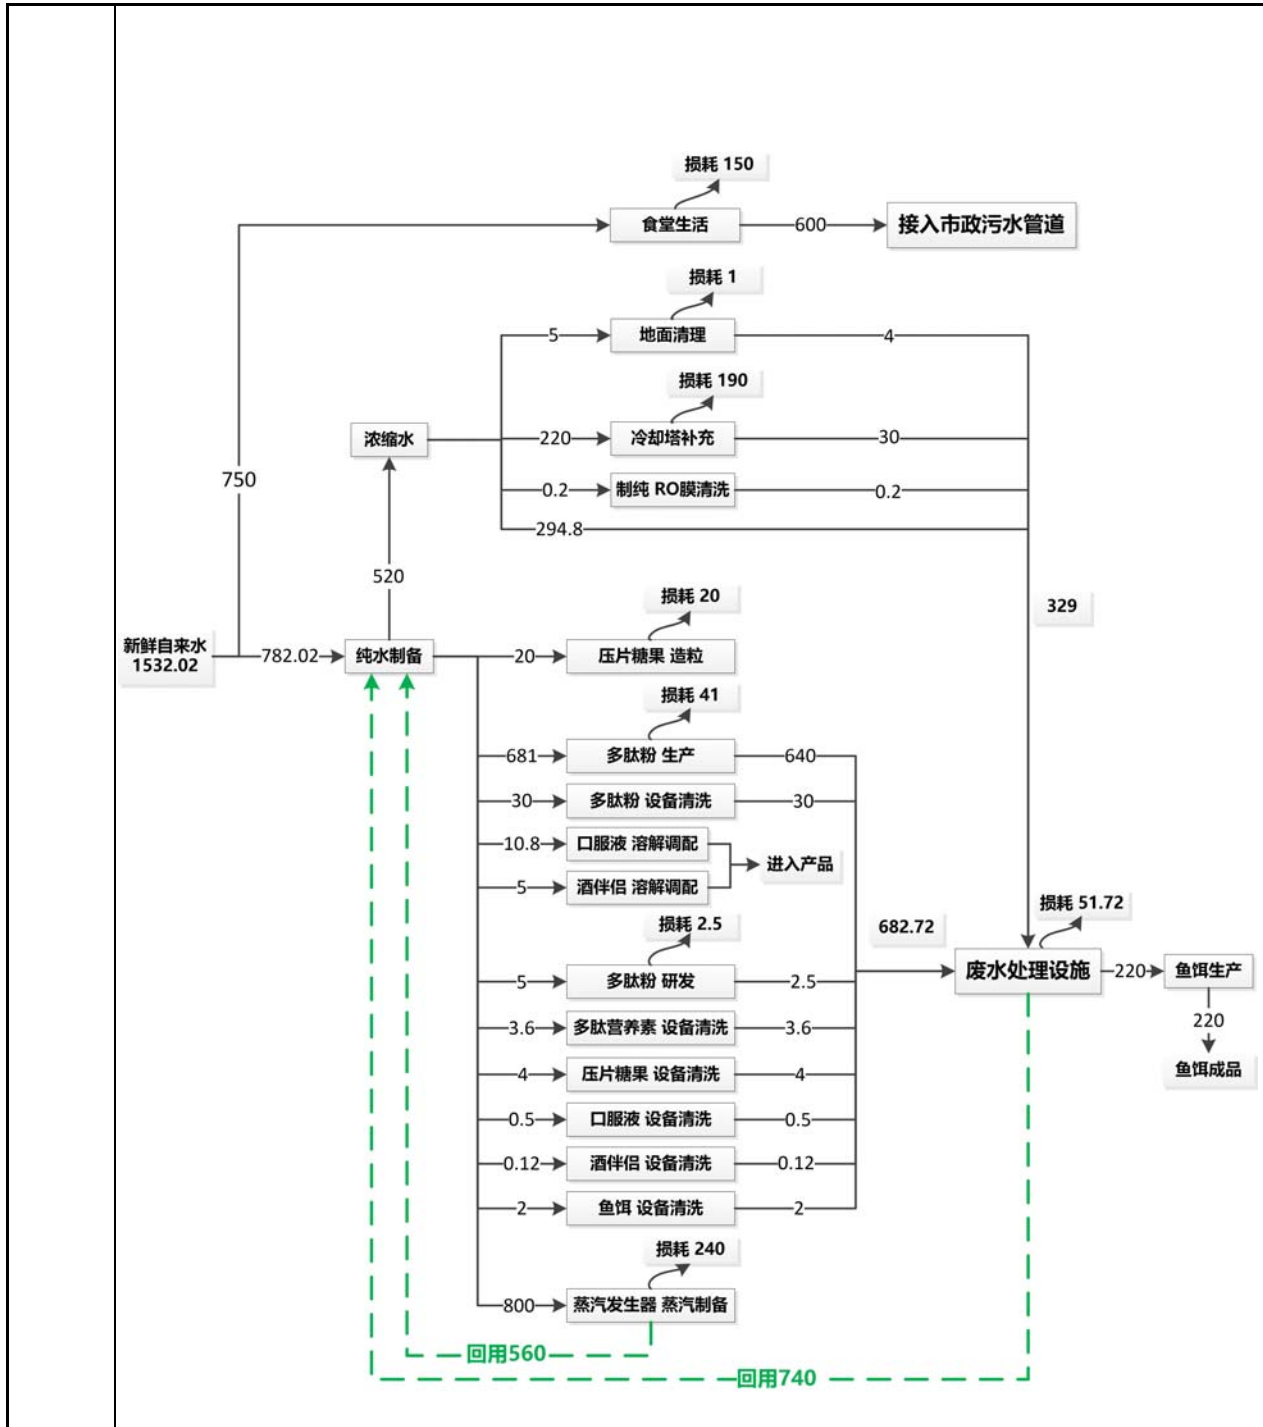 损耗 150
食堂生活
600
接入市政污水管道
损耗 1
5
地面清理
4
损耗 190
浓缩水
220
冷却塔补充
30
750
0.2
制纯 RO膜清洗
0.2
294.8
520
损耗 20
329
新鲜自来水
1532.02
782.02
纯水制备
20
压片糖果 造粒
损耗 41
681
多肽粉 生产
640
30
多肽粉 设备清洗
30
10.8
口服液 溶解调配
进入产品
5
酒伴侣 溶解调配
损耗 2.5
682.72
损耗 51.72
5
多肽粉 研发
2.5
废水处理设施
220
鱼饵生产
3.6
多肽营养素 设备清洗
3.6
220
4
压片糖果 设备清洗
4
鱼饵成品
0.5
口服液 设备清洗
0.5
0.12
酒伴侣 设备清洗
0.12
2
鱼饵 设备清洗
2
损耗 240
800
蒸汽发生器 蒸汽制备
回用560
回用740